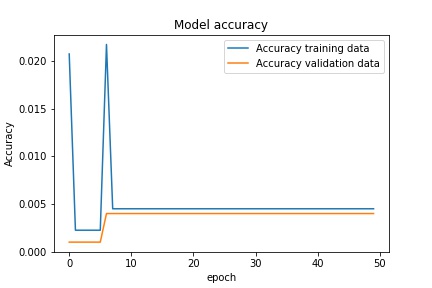 Model accuracy
Accuracy training data
Accuracy validation data
0.020
0.015
0.010
0.005
0.000
Accuracy
0 10 20 30 40 50
epoch